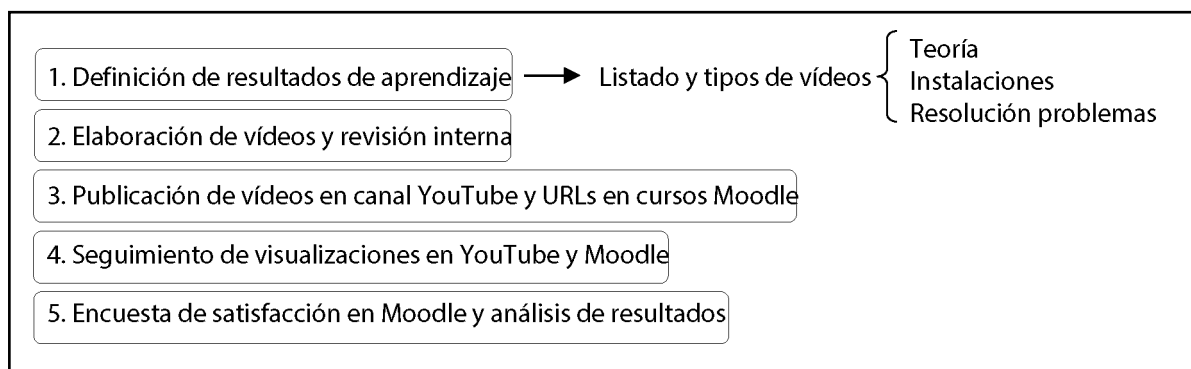 1. Definición de resultados de aprendizaje
Listado y tipos de vídeos
Teoría
Instalaciones
Resolución problemas
2. Elaboración de vídeos y revisión interna
3. Publicación de vídeos en canal YouTube y URLs en cursos Moodle
4. Seguimiento de visualizaciones en YouTube y Moodle
5. Encuesta de satisfacción en Moodle y análisis de resultados